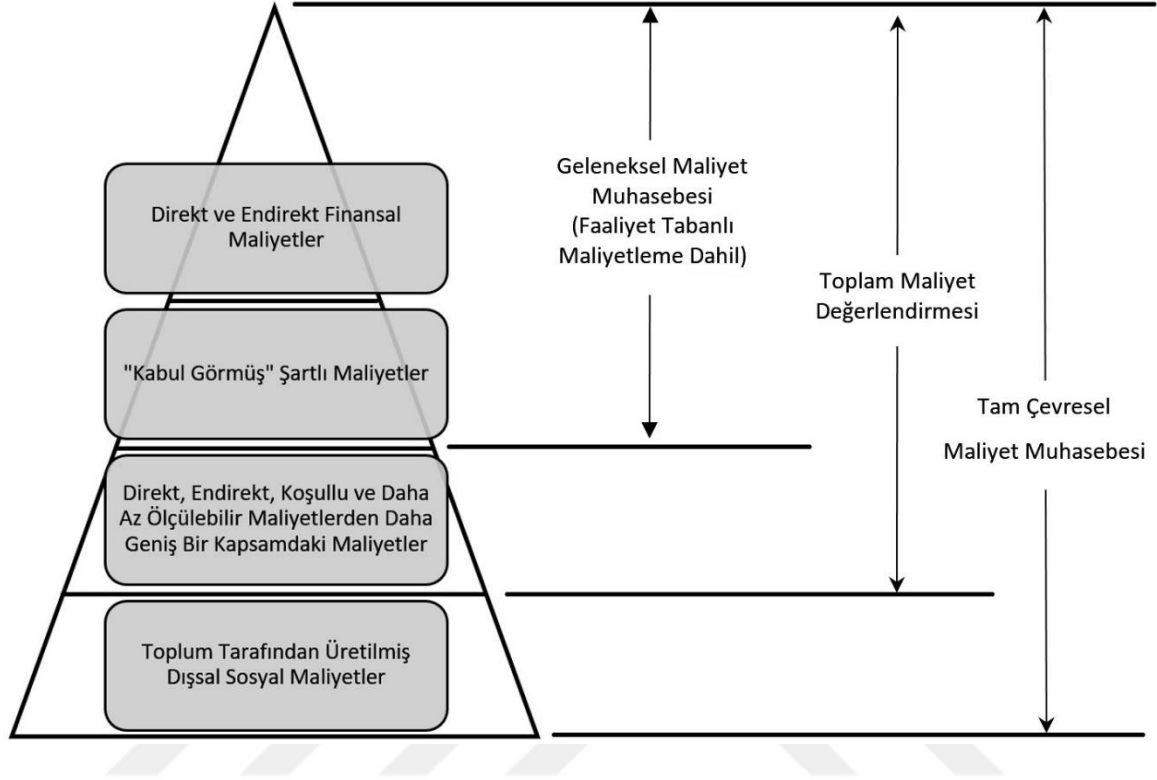 Direkt ve Endirekt Finansal
Maliyetler
"Kabul Görmüş" Şartlı Maliyetler
Direkt, Endirekt, Koşullu ve Daha
Az Ölçülebilir Maliyetlerden Daha
Geniş Bir Kapsamdaki Maliyetler
Toplum Tarafından Üretilmiş
Dışsal Sosyal Maliyetler
Geleneksel Maliyet
Muhasebesi
(Faaliyet Tabanlı
Maliyetleme Dahil)
Toplam Maliyet
Değerlendirmesi
Tam Çevresel
Maliyet Muhasebesi